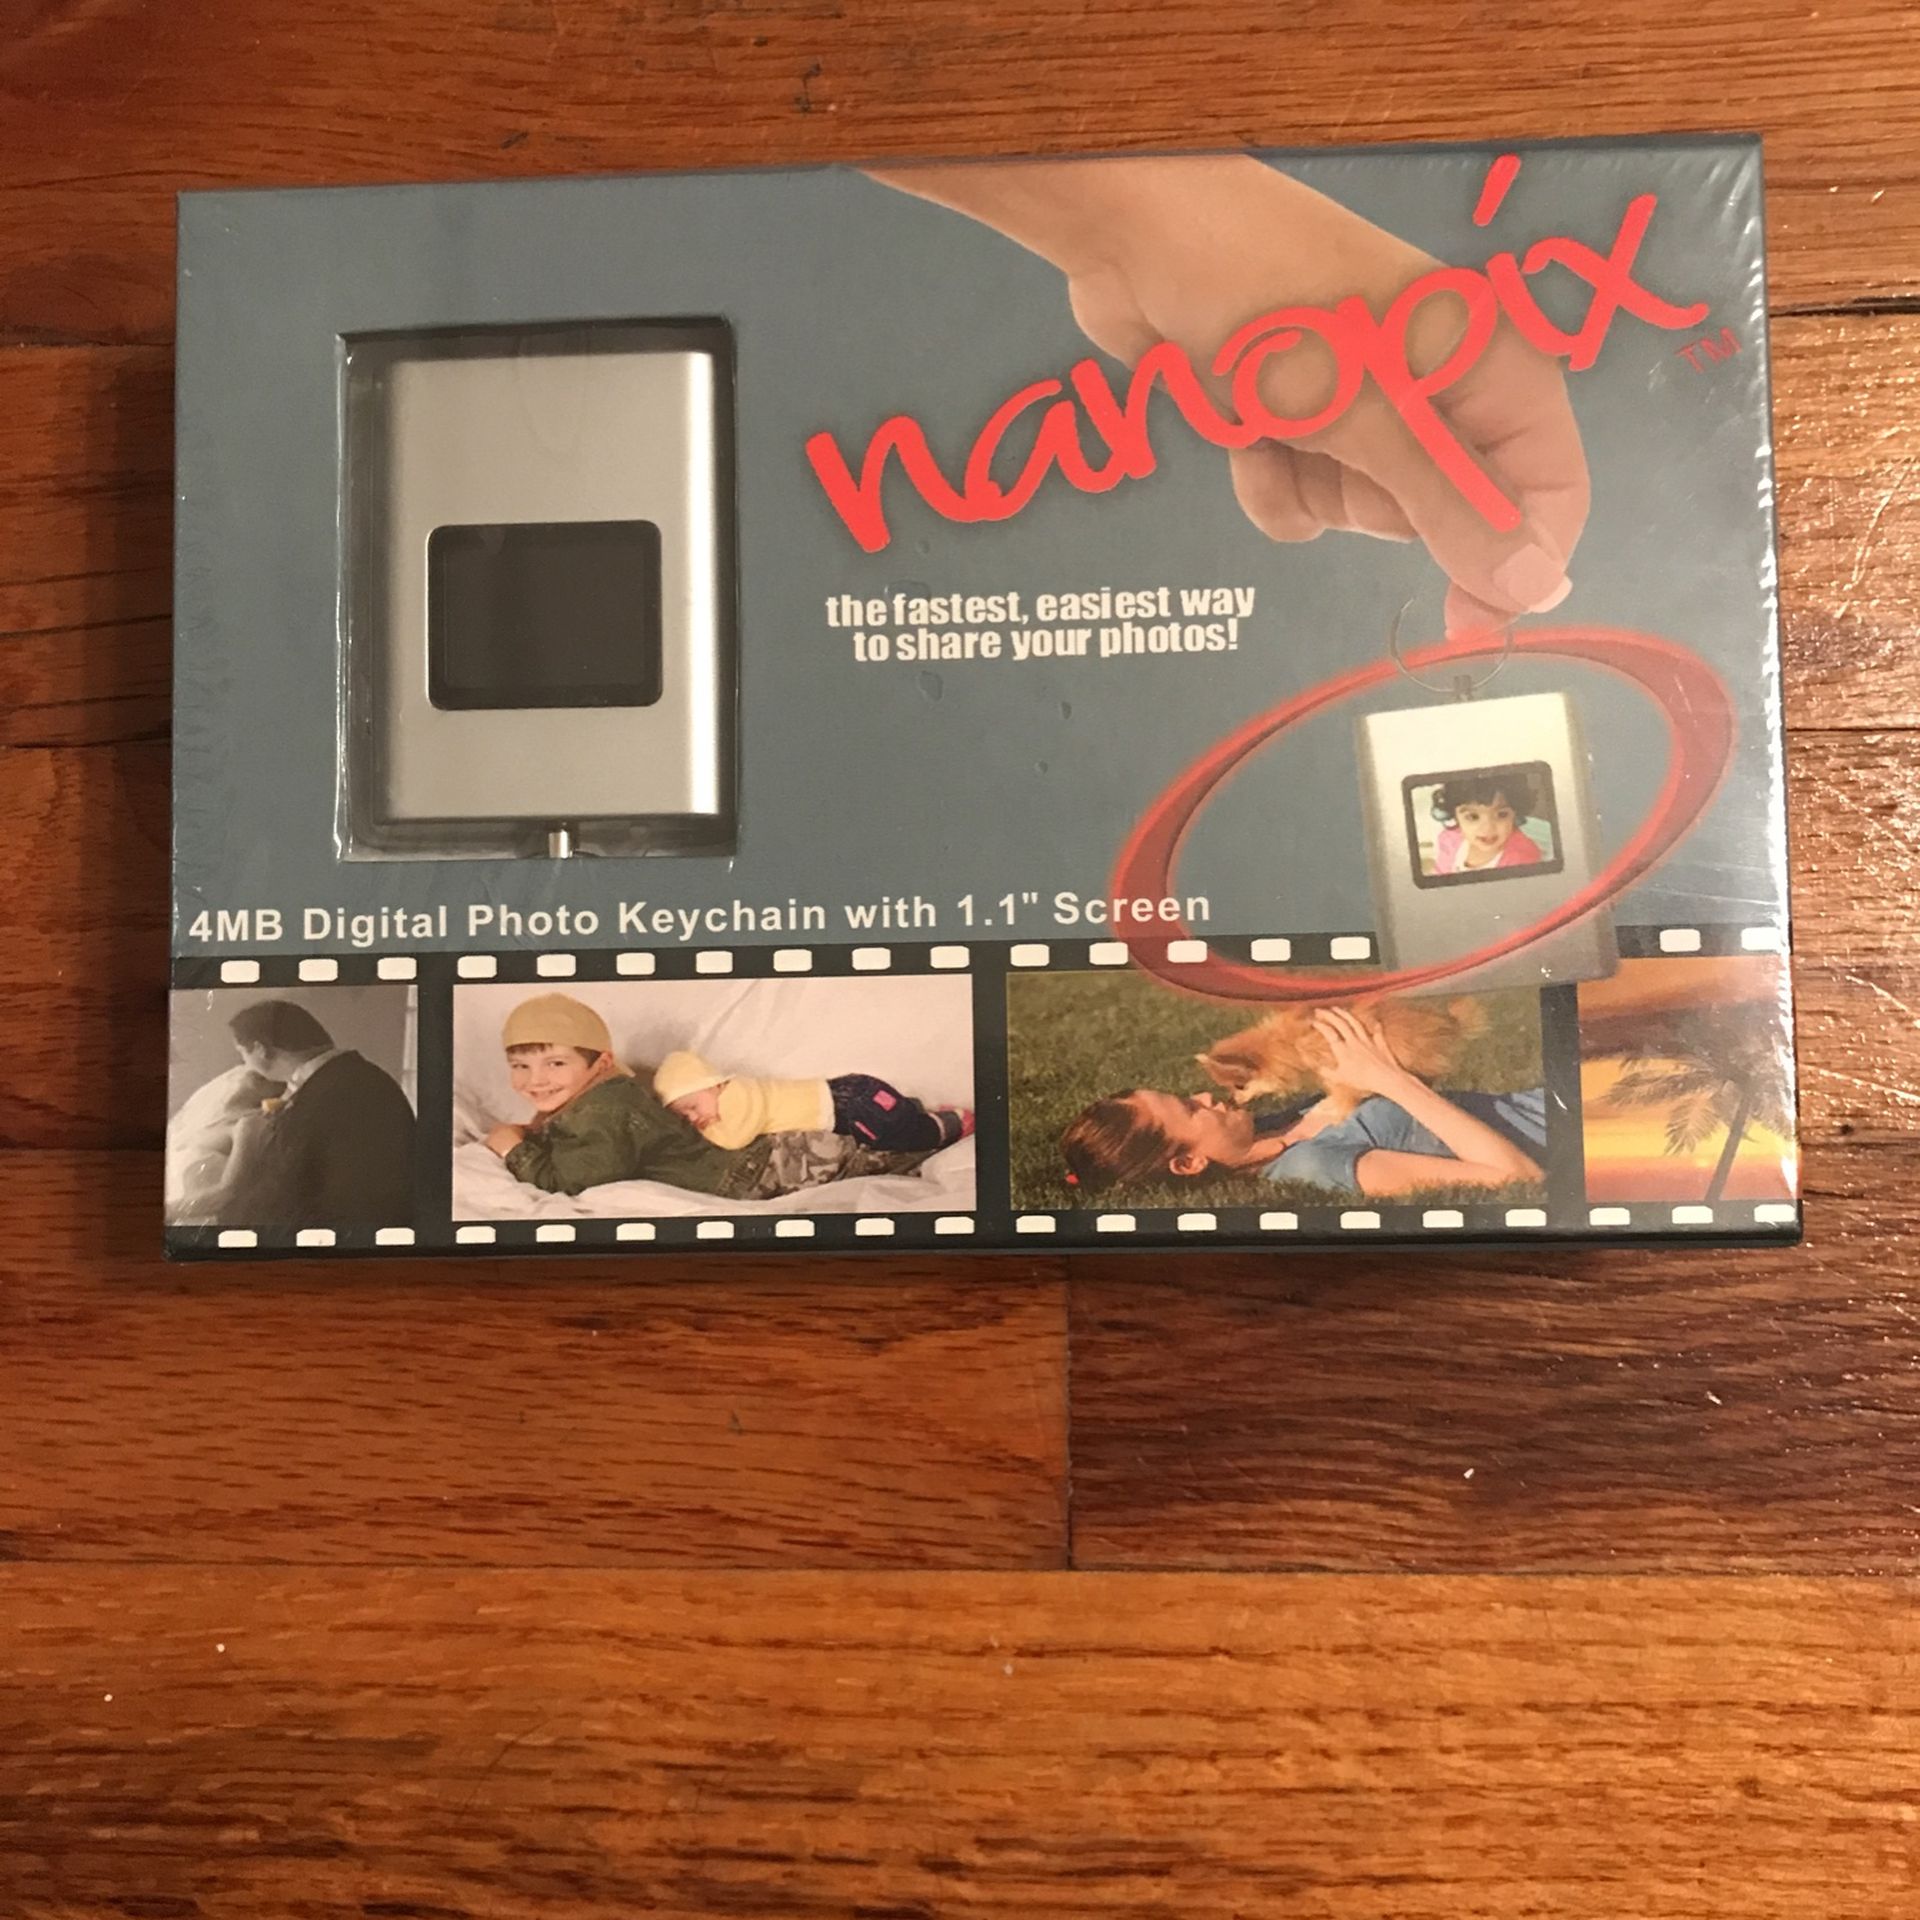 nanopix
TM
the fastest, easiest way
to share your photos!
4MB Digital Photo Keychain with 1.1" Screen